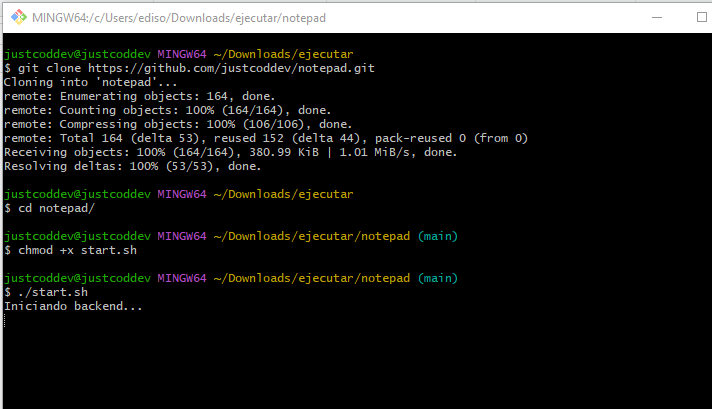 MINGW64:/c/Users/ediso/Downloads/ejecutar/notepad
justcoddev@justcoddev MINGW64 ~/Downloads/ejecutar
$ git clone https://github.com/justcoddev/notepad.git
Cloning into 'notepad'...
remote: Enumerating objects: 164, done.
remote: Counting objects: 100% (164/164), done.
remote: Compressing objects: 100% (106/106), done.
remote: Total 164 (delta 53), reused 152 (delta 44), pack-reused 0 (from 0)
Receiving objects: 100% (164/164), 380.99 KiB | 1.01 MiB/s, done.
Resolving deltas: 100% (53/53), done.
justcoddev@justcoddev MINGW64 ~/Downloads/ejecutar
$ cd notepad/
justcoddev@justcoddev MINGW64 ~/Downloads/ejecutar/notepad (main)
$ chmod +x start.sh
justcoddev@justcoddev MINGW64 ~/Downloads/ejecutar/notepad (main)
$ ./start.sh
Iniciando backend...